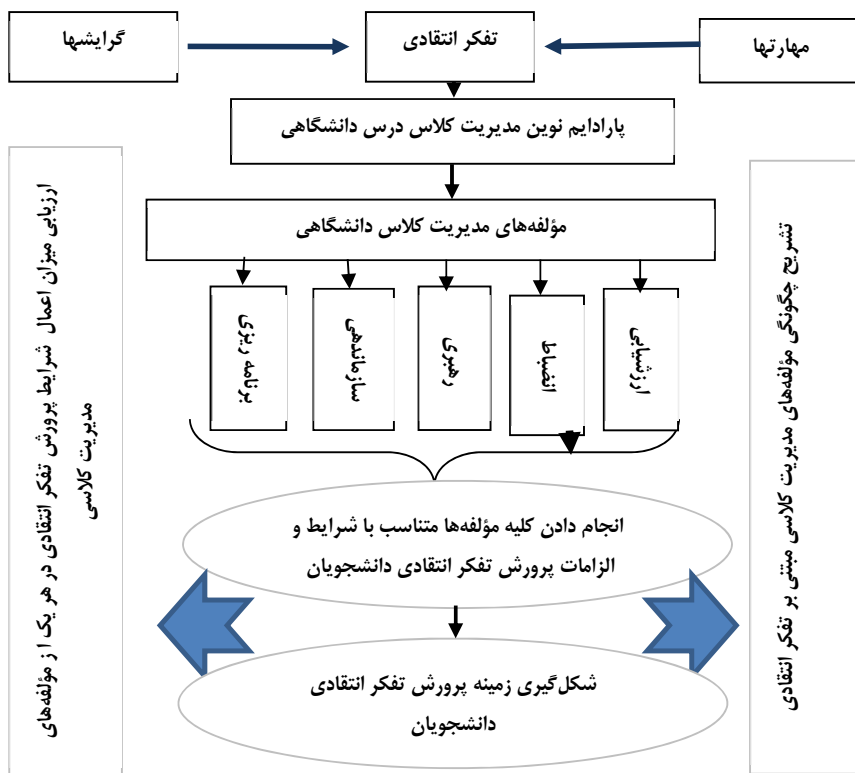 مهارتها
تفکر انتقادی
گرایشها
پارادایم نوین مدیریت کلاس درس دانشگاهی
مؤلفه‌های مدیریت کلاس دانشگاهی
ارزشیابی
انضباط
رهبری
سازماندهی
برنامه ریزی
انجام دادن کلیه مؤلفه‌ها متناسب با شرایط و
الزامات پرورش تفکر انتقادی دانشجویان
شکل‌گیری زمینه پرورش تفکر انتقادی
دانشجویان
تشریح چگونگی مؤلفه‌های مدیریت کلاسی مبتنی بر تفکر انتقادی
ارزیابی میزان اعمال شرایط پرورش تفکر انتقادی در هر یک از مؤلفه‌های
مدیریت کلاسی